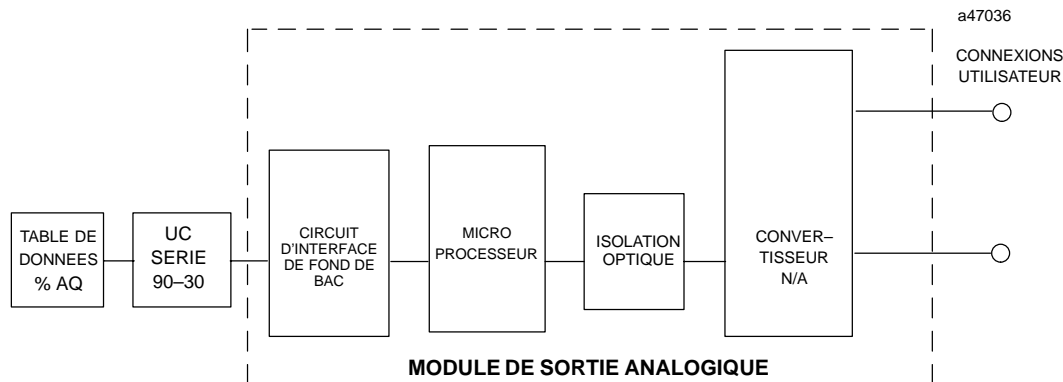 a47036
CONNEXIONS
UTILISATEUR
TABLE DE
DONNEES
% AQ
UC
SERIE
90–30
CIRCUIT
D'INTERFACE
DE FOND DE
BAC
MICRO
PROCESSEUR
ISOLATION
OPTIQUE
CONVER–
TISSEUR
N/A
MODULE DE SORTIE ANALOGIQUE